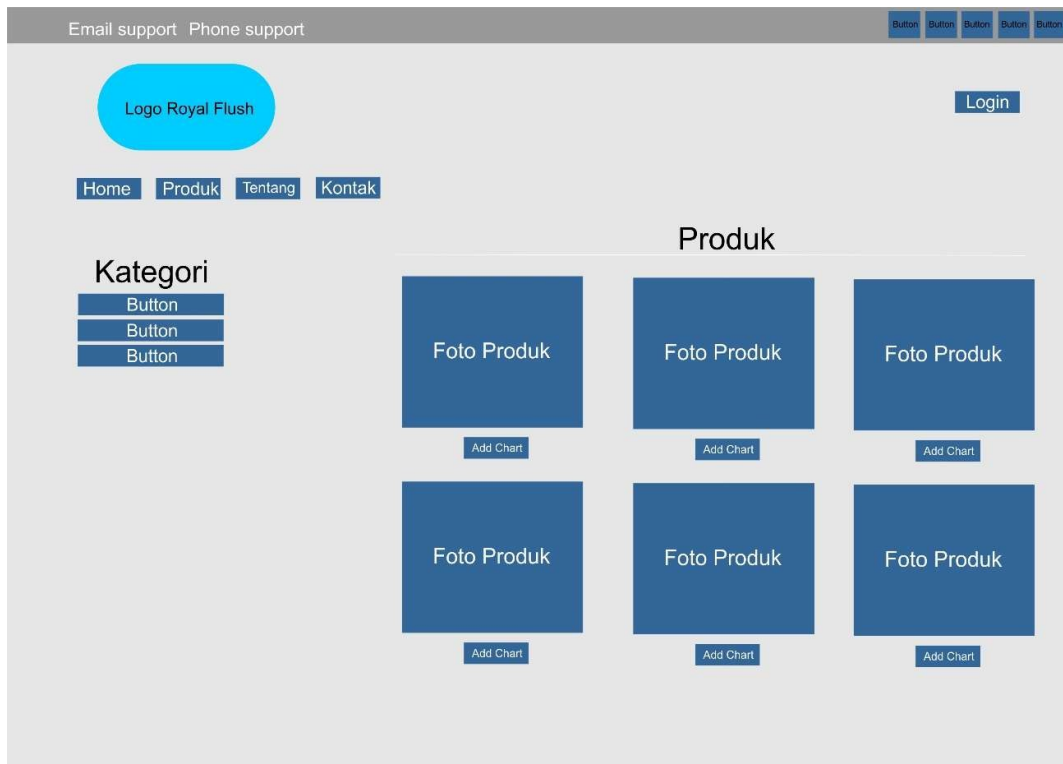 Email support Phone support
Button Button Button Button Button
Logo Royal Flush
Login
Home Produk Tentang Kontak
Produk
Kategori
Button
Button
Button
Foto Produk Foto Produk Foto Produk
Add Chart Add Chart Add Chart
Foto Produk Foto Produk Foto Produk
Add Chart Add Chart Add Chart